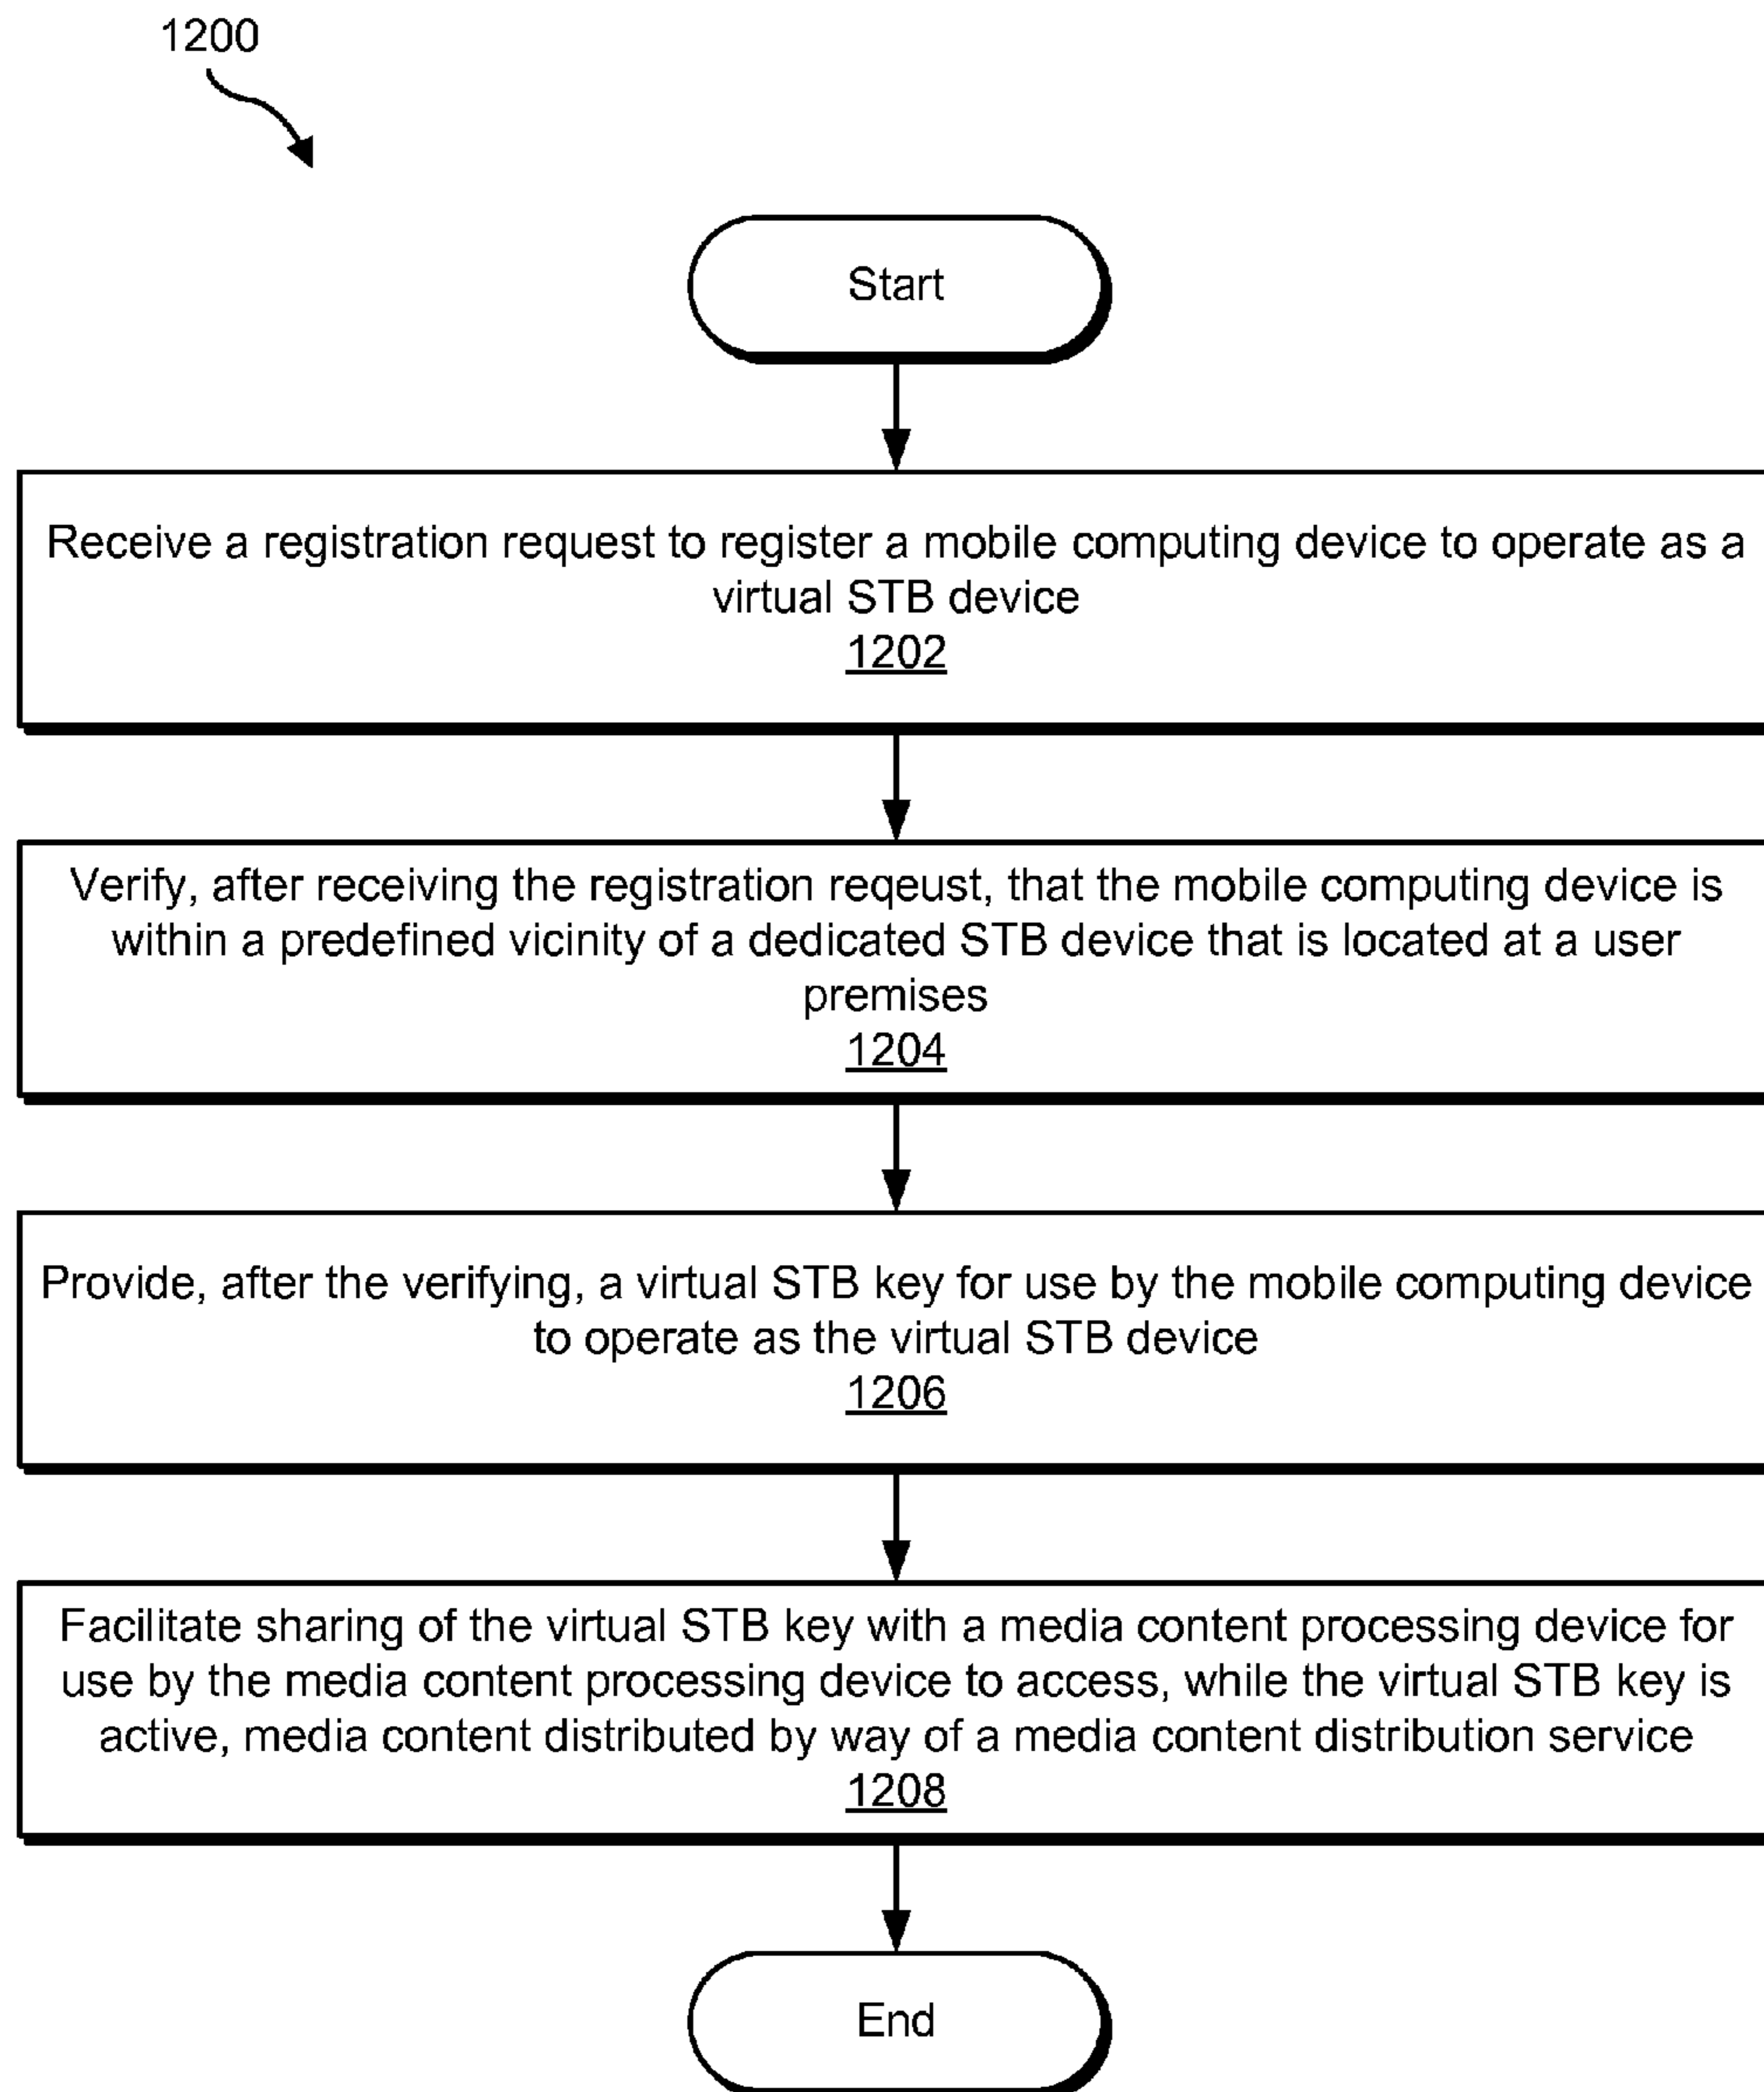 1200
Start
Receive a registration request to register a mobile computing device to operate as a
virtual STB device
1202
Verify, after receiving the registration reqeust, that the mobile computing device is
within a predefined vicinity of a dedicated STB device that is located at a user
premises
1204
Provide, after the verifying, a virtual STB key for use by the mobile computing device
to operate as the virtual STB device
1206
Facilitate sharing of the virtual STB key with a media content processing device for
use by the media content processing device to access, while the virtual STB key is
active, media content distributed by way of a media content distribution service
1208
End